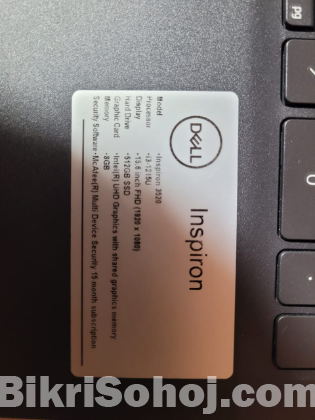 DELL
Inspiron
Model -Inspiron 3520
Processor -i3-1215U
Display -15.6 inch FHD (1920 x 1080)
Hard Drive -512GB SSD
Graphic Card -Intel(R) UHD Graphics with shared graphics memory
Memory -8GB
Security Software -McAfee(R) Multi Device Security 15 month subscription
pg
BikriSohoj.com